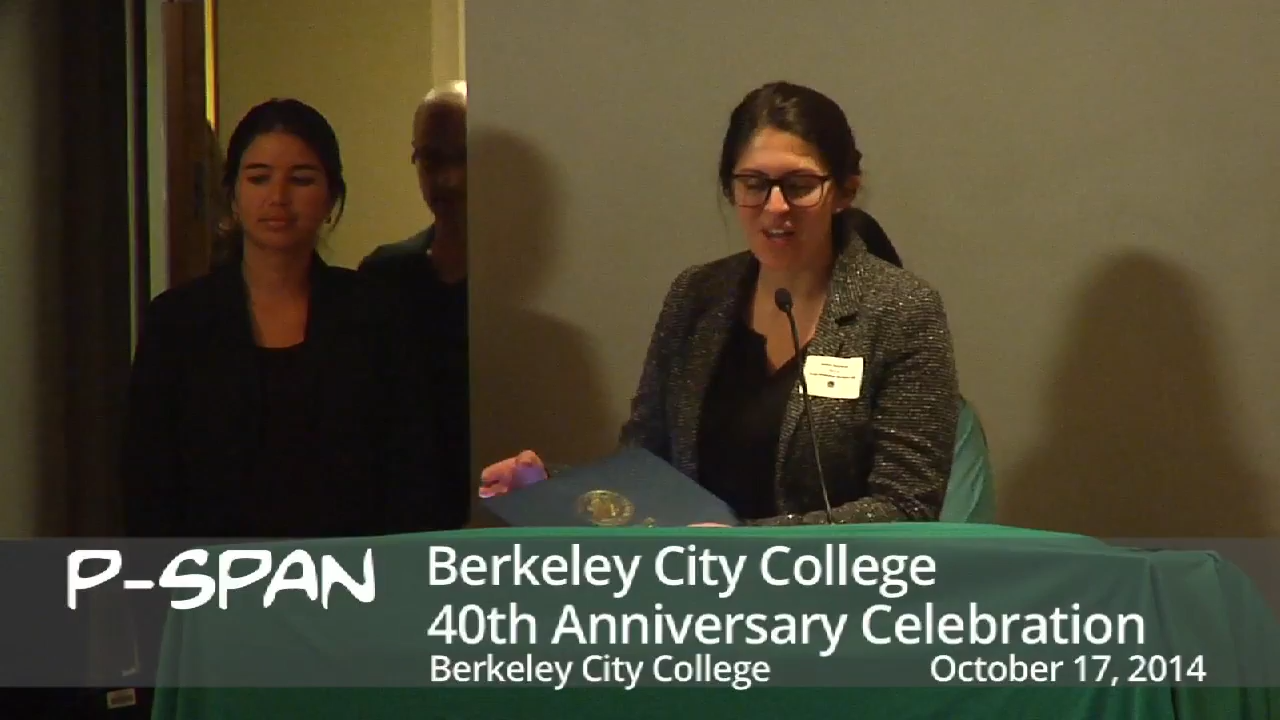 P-SPAN
Berkeley City College
40th Anniversary Celebration
Berkeley City College
October 17, 2014